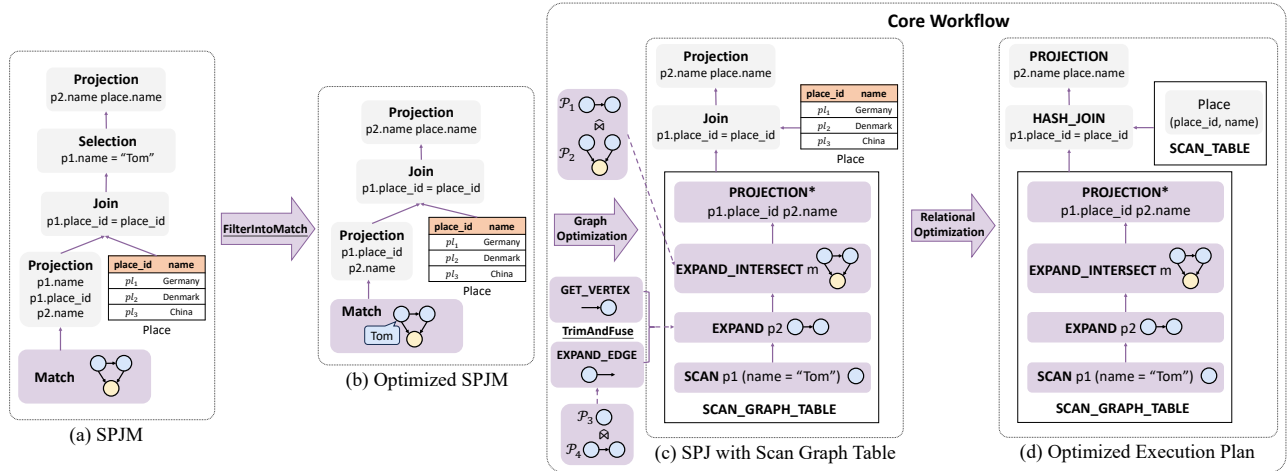 Core Workflow
Projection
p2.name place.name
Selection
p1.name = “Tom”
Join
p1.place_id = place_id
Projection
p1.name
p1.place_id
p2.name
place_id name
pl₁ Germany
pl₂ Denmark
pl₃ China
Place
Match
(a) SPJM
FilterIntoMatch
Projection
p2.name place.name
Join
p1.place_id = place_id
Projection
p1.place_id
p2.name
place_id name
pl₁ Germany
pl₂ Denmark
pl₃ China
Place
Match
Tom
(b) Optimized SPJM
Graph
Optimization
𝒫₁
⋈̂
𝒫₂
GET_VERTEX
TrimAndFuse
EXPAND_EDGE
𝒫₃
⋈̂
𝒫₄
Projection
p2.name place.name
Join
p1.place_id = place_id
place_id name
pl₁ Germany
pl₂ Denmark
pl₃ China
Place
PROJECTION*
p1.place_id p2.name
EXPAND_INTERSECT m
EXPAND p2
SCAN p1 (name = “Tom”)
SCAN_GRAPH_TABLE
(c) SPJ with Scan Graph Table
Relational
Optimization
PROJECTION
p2.name place.name
HASH_JOIN
p1.place_id = place_id
Place
(place_id, name)
SCAN_TABLE
PROJECTION*
p1.place_id p2.name
EXPAND_INTERSECT m
EXPAND p2
SCAN p1 (name = “Tom”)
SCAN_GRAPH_TABLE
(d) Optimized Execution Plan